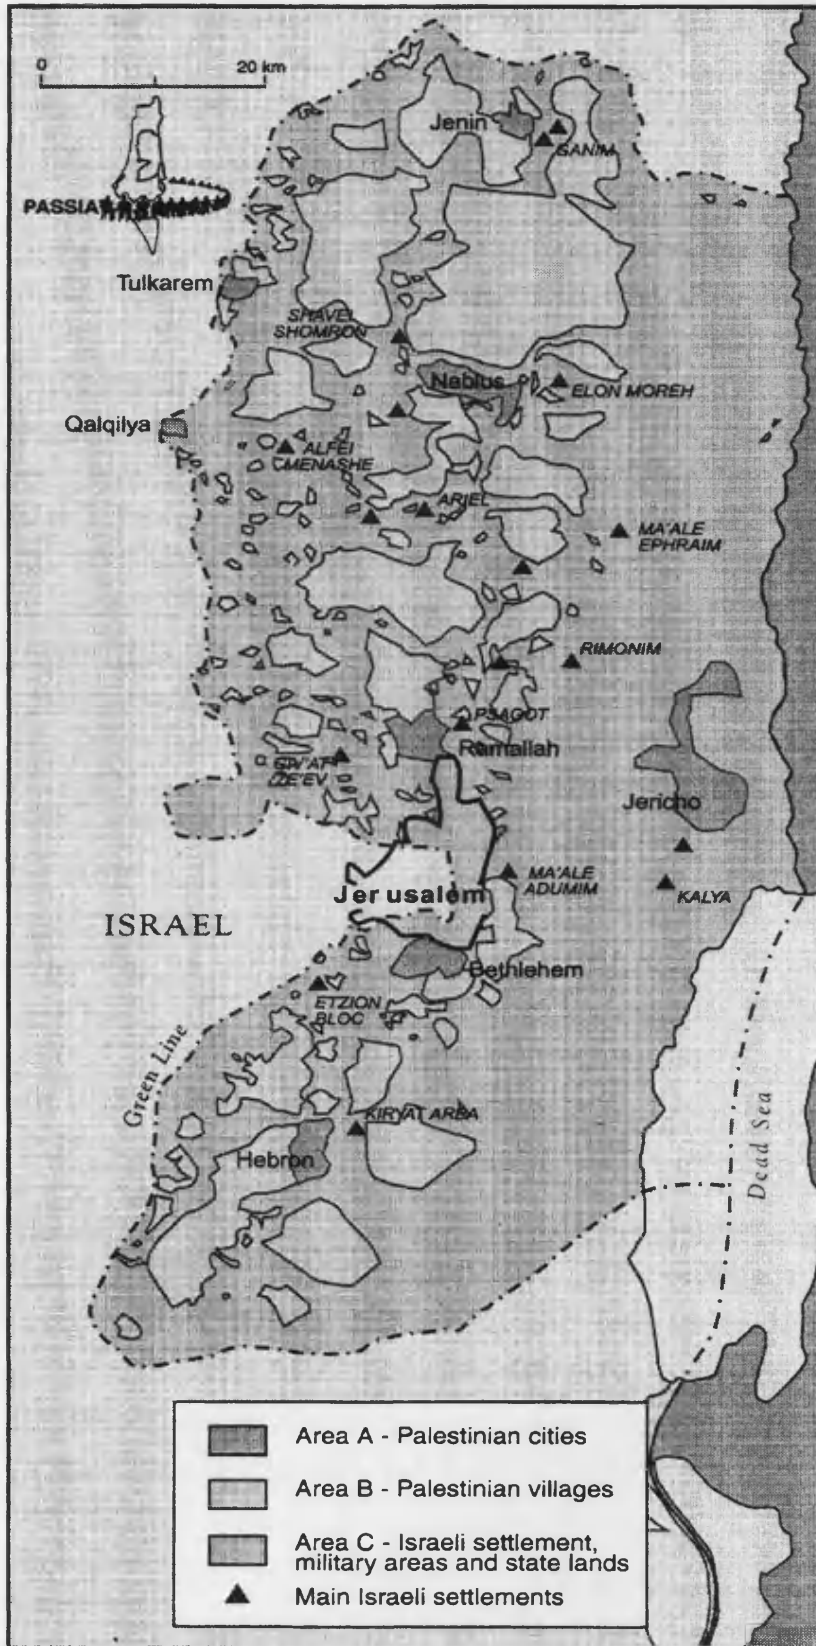 0 20 km
PASSIA
Jenin
GANIM
Tulkarem
SHAVEI
SHOMRON
Nablus
ELON MOREH
Qalqilya
ALFEI
MENASHE
ARIEL
MA'ALE
EPHRAIM
RIMONIM
PSAGOT
Ramallah
GIV'AT
ZE'EV
Jericho
Jerusalem
MA'ALE
ADUMIM
KALYA
ISRAEL
Bethlehem
ETZION
BLOC
Green Line
KIRYAT ARBA
Hebron
Dead Sea
Area A - Palestinian cities
Area B - Palestinian villages
Area C - Israeli settlement,
military areas and state lands
Main Israeli settlements